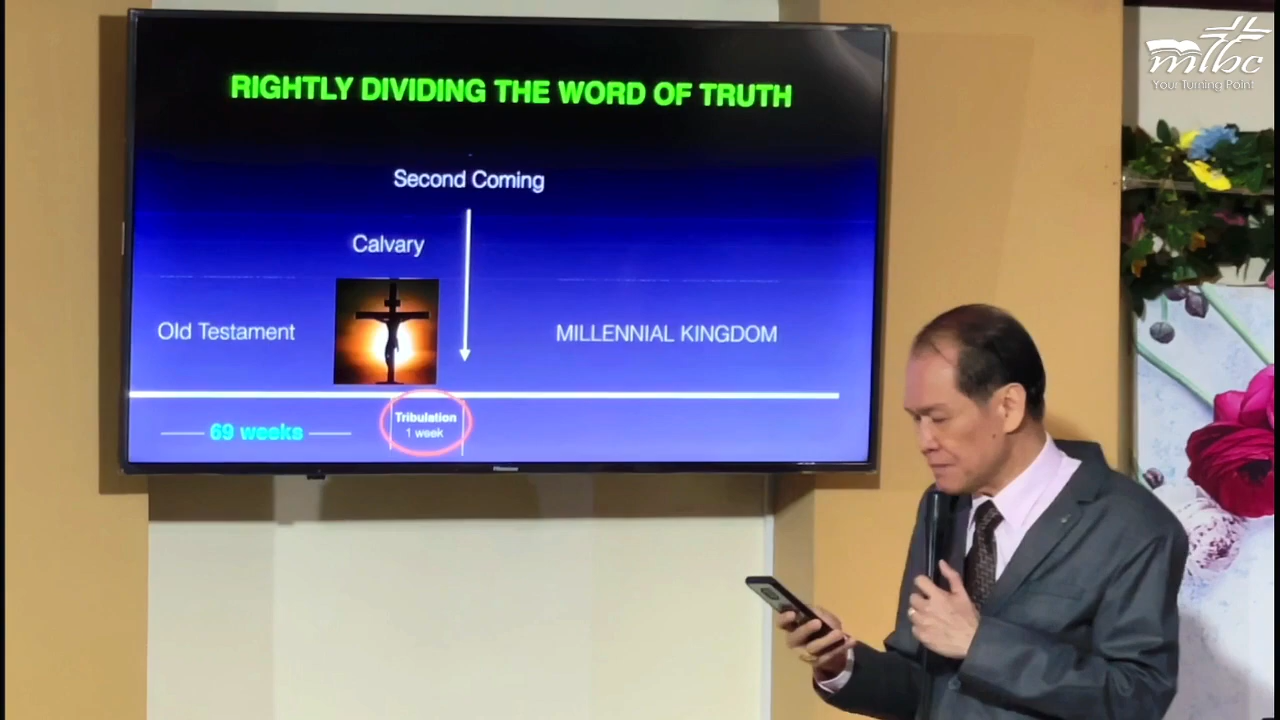 RIGHTLY DIVIDING THE WORD OF TRUTH
Second Coming
Calvary
Old Testament
MILLENNIAL KINGDOM
Tribulation
1 week
69 weeks
Hisense
mtbc
Your Turning Point